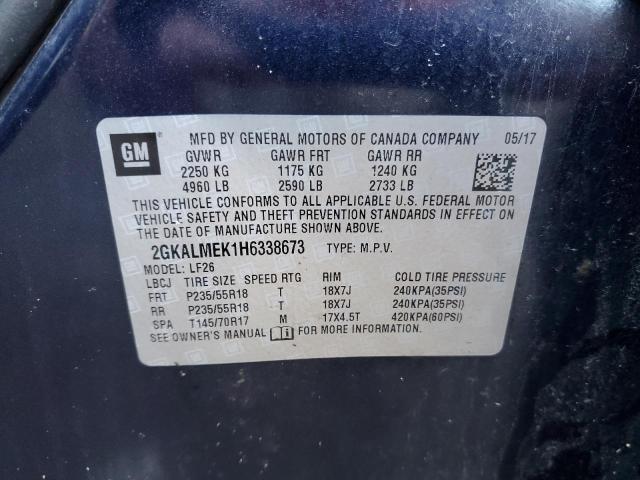 GM
MFD BY GENERAL MOTORS OF CANADA COMPANY 05/17
GVWR GAWR FRT GAWR RR
2250 KG 1175 KG 1240 KG
4960 LB 2590 LB 2733 LB
THIS VEHICLE CONFORMS TO ALL APPLICABLE U.S. FEDERAL MOTOR
VEHICLE SAFETY AND THEFT PREVENTION STANDARDS IN EFFECT ON
THE DATE OF MANUFACTURE SHOWN ABOVE.
2GKALMEK1H6338673 TYPE: M.P.V.
MODEL: LF26
LBCJ TIRE SIZE SPEED RTG RIM COLD TIRE PRESSURE
FRT P235/55R18 T 18X7J 240KPA(35PSI)
RR P235/55R18 T 18X7J 240KPA(35PSI)
SPA T145/70R17 M 17X4.5T 420KPA(60PSI)
SEE OWNER'S MANUAL FOR MORE INFORMATION.